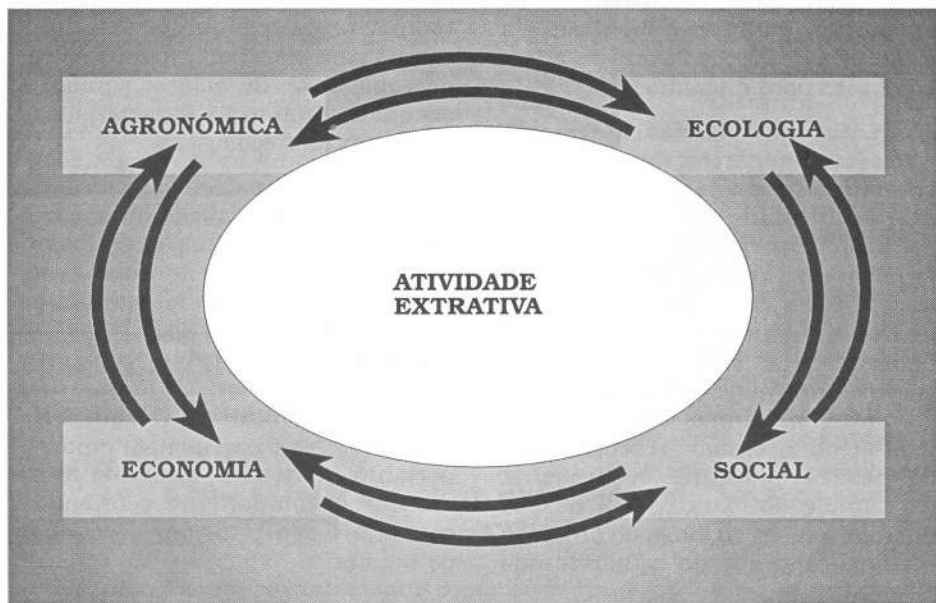 AGRONÓMICA
ECOLOGIA
ATIVIDADE
EXTRATIVA
ECONOMIA
SOCIAL